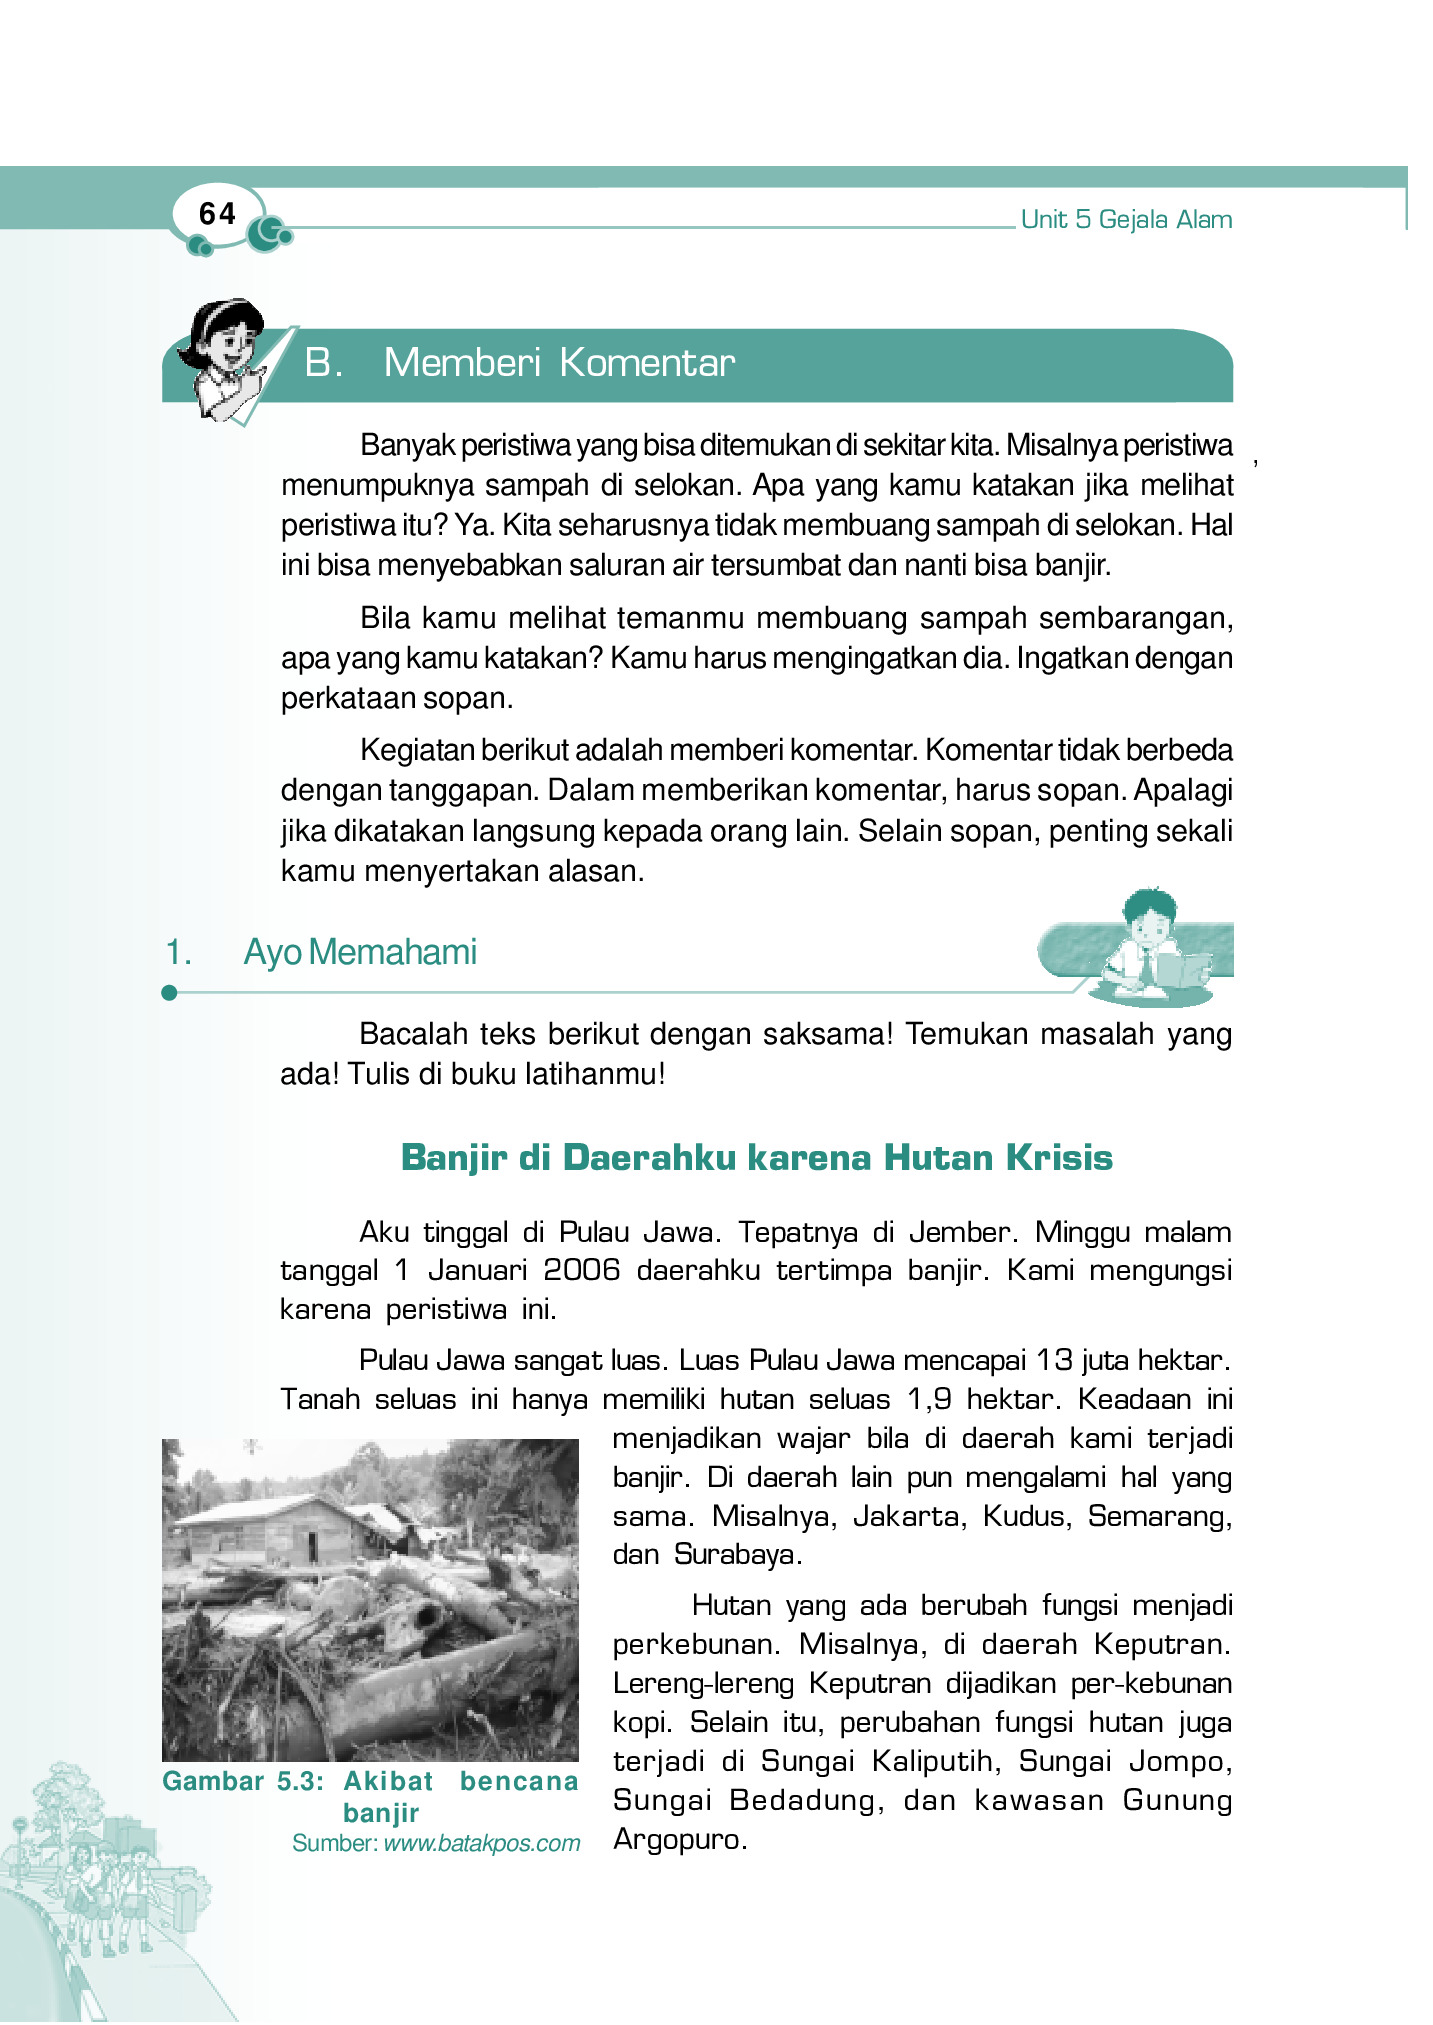 64
Unit 5 Gejala Alam
B. Memberi Komentar
Banyak peristiwa yang bisa ditemukan di sekitar kita. Misalnya peristiwa ,
menumpuknya sampah di selokan. Apa yang kamu katakan jika melihat
peristiwa itu? Ya. Kita seharusnya tidak membuang sampah di selokan. Hal
ini bisa menyebabkan saluran air tersumbat dan nanti bisa banjir.
Bila kamu melihat temanmu membuang sampah sembarangan,
apa yang kamu katakan? Kamu harus mengingatkan dia. Ingatkan dengan
perkataan sopan.
Kegiatan berikut adalah memberi komentar. Komentar tidak berbeda
dengan tanggapan. Dalam memberikan komentar, harus sopan. Apalagi
jika dikatakan langsung kepada orang lain. Selain sopan, penting sekali
kamu menyertakan alasan.
1. Ayo Memahami
Bacalah teks berikut dengan saksama! Temukan masalah yang
ada! Tulis di buku latihanmu!
Banjir di Daerahku karena Hutan Krisis
Aku tinggal di Pulau Jawa. Tepatnya di Jember. Minggu malam
tanggal 1 Januari 2006 daerahku tertimpa banjir. Kami mengungsi
karena peristiwa ini.
Pulau Jawa sangat luas. Luas Pulau Jawa mencapai 13 juta hektar.
Tanah seluas ini hanya memiliki hutan seluas 1,9 hektar. Keadaan ini
menjadikan wajar bila di daerah kami terjadi
banjir. Di daerah lain pun mengalami hal yang
sama. Misalnya, Jakarta, Kudus, Semarang,
dan Surabaya.
Hutan yang ada berubah fungsi menjadi
perkebunan. Misalnya, di daerah Keputran.
Lereng-lereng Keputran dijadikan per-kebunan
kopi. Selain itu, perubahan fungsi hutan juga
terjadi di Sungai Kaliputih, Sungai Jompo,
Sungai Bedadung, dan kawasan Gunung
Argopuro.
Gambar 5.3: Akibat bencana
banjir
Sumber: www.batakpos.com